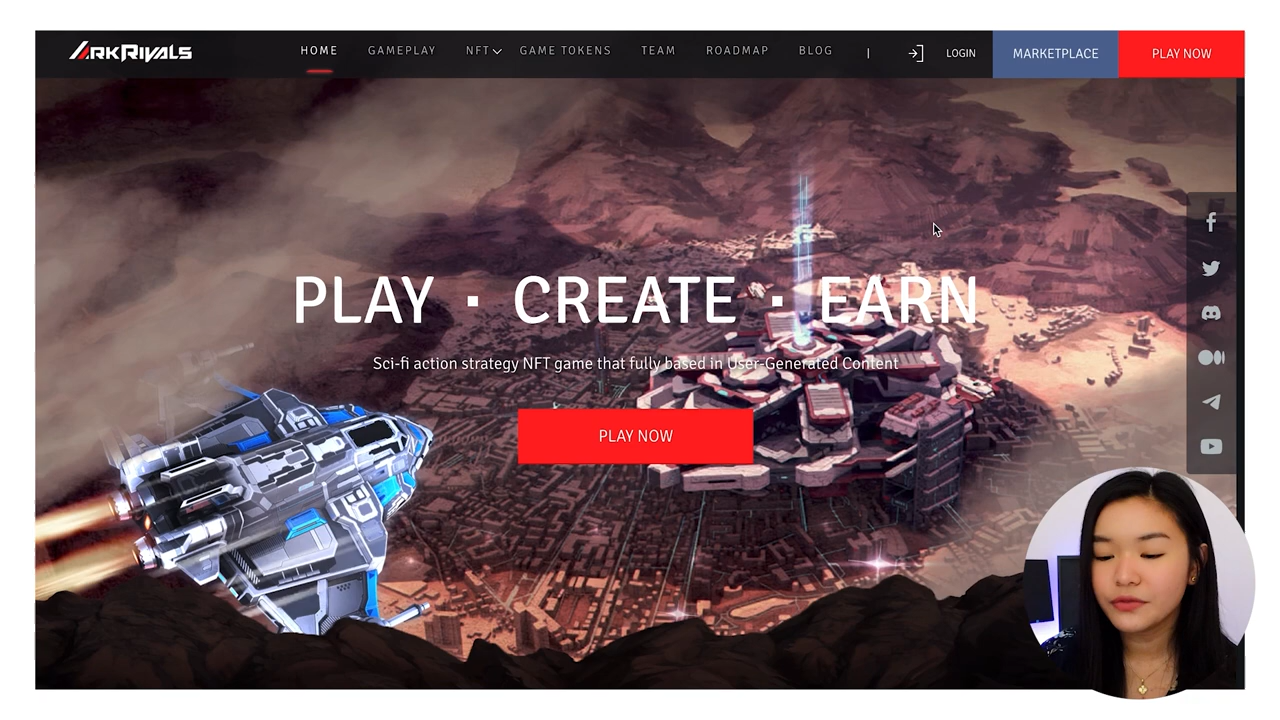 ARKRIVALS
HOME GAMEPLAY NFT GAME TOKENS TEAM ROADMAP BLOG | LOGIN MARKETPLACE PLAY NOW
PLAY · CREATE · EARN
Sci-fi action strategy NFT game that fully based in User-Generated Content
PLAY NOW